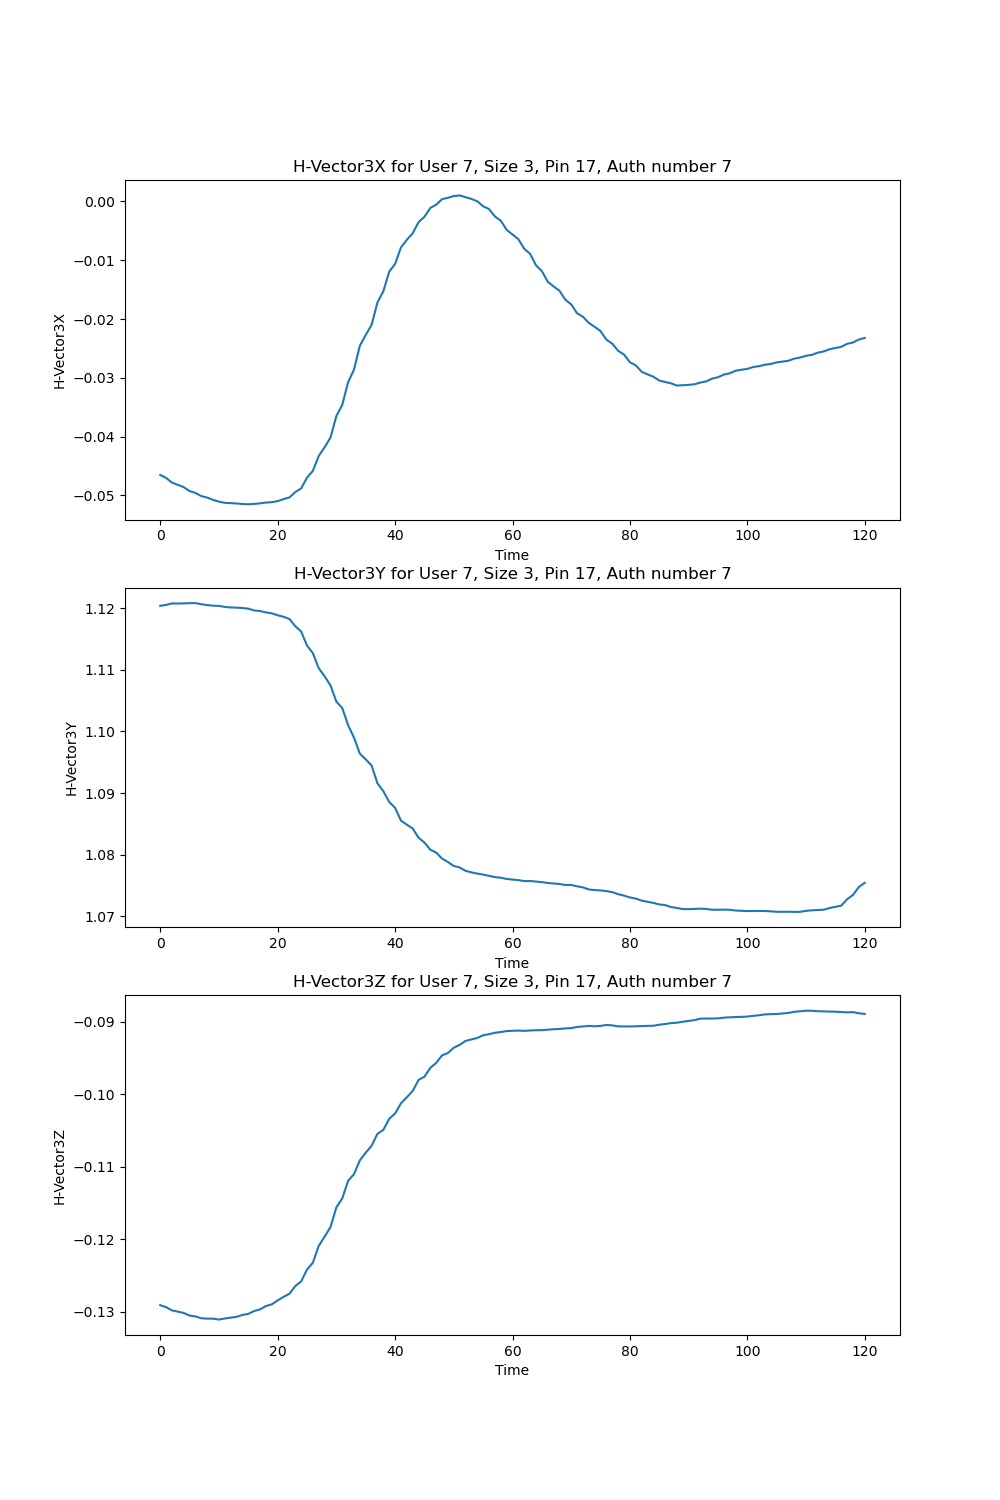 H-Vector3X for User 7, Size 3, Pin 17, Auth number 7
0.00
−0.01
−0.02
−0.03
−0.04
−0.05
H-Vector3X
0 20 40 60 80 100 120
Time
H-Vector3Y for User 7, Size 3, Pin 17, Auth number 7
1.12
1.11
1.10
1.09
1.08
1.07
H-Vector3Y
0 20 40 60 80 100 120
Time
H-Vector3Z for User 7, Size 3, Pin 17, Auth number 7
−0.09
−0.10
−0.11
−0.12
−0.13
H-Vector3Z
0 20 40 60 80 100 120
Time